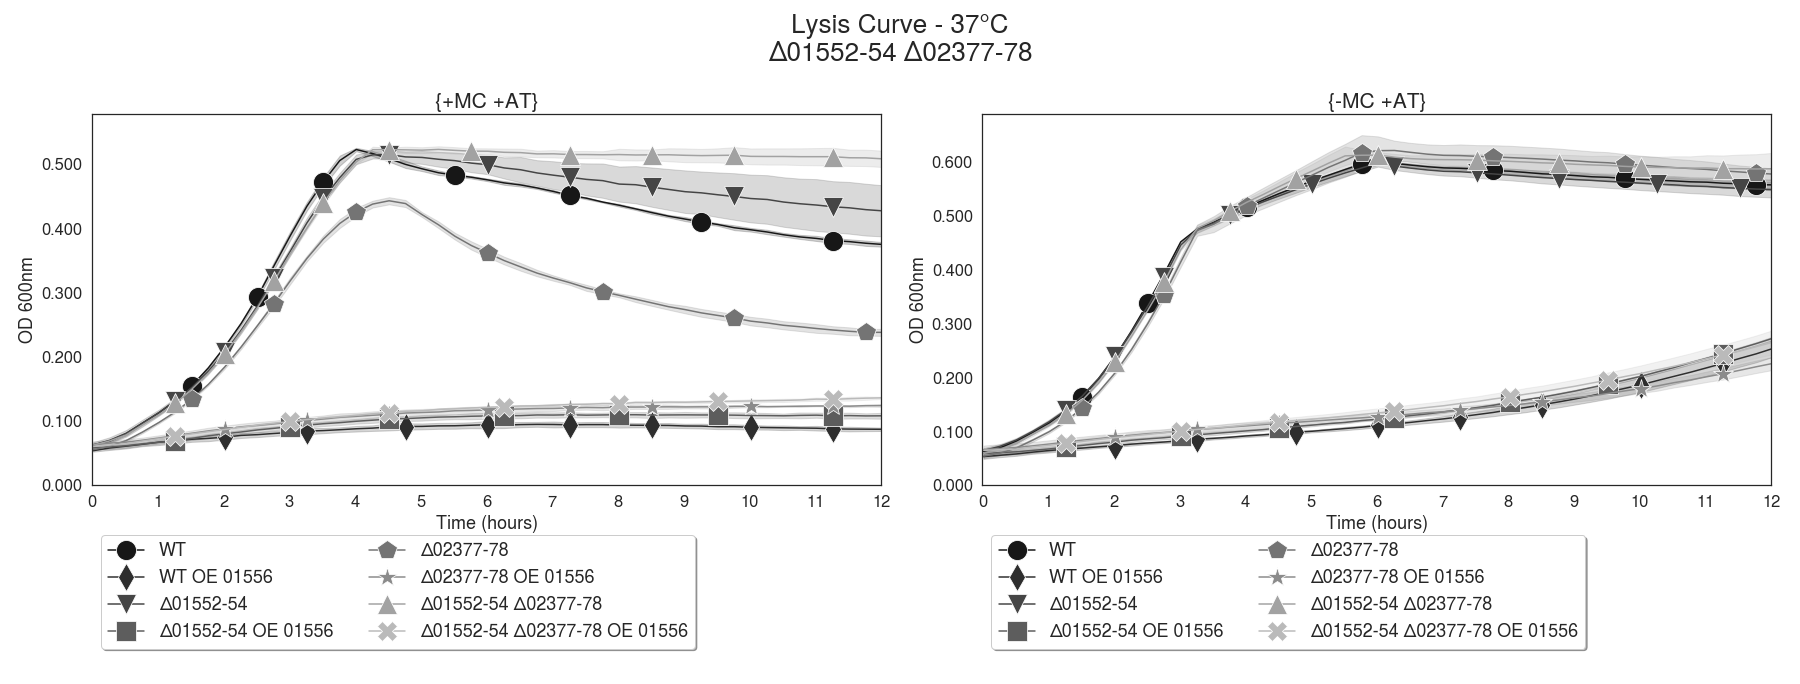 Lysis Curve - 37°C
Δ01552-54 Δ02377-78
{+MC +AT}
OD 600nm
0.500
0.400
0.300
0.200
0.100
0.000
0 1 2 3 4 5 6 7 8 9 10 11 12
Time (hours)
WT
WT OE 01556
Δ01552-54
Δ01552-54 OE 01556
Δ02377-78
Δ02377-78 OE 01556
Δ01552-54 Δ02377-78
Δ01552-54 Δ02377-78 OE 01556
{-MC +AT}
OD 600nm
0.600
0.500
0.400
0.300
0.200
0.100
0.000
0 1 2 3 4 5 6 7 8 9 10 11 12
Time (hours)
WT
WT OE 01556
Δ01552-54
Δ01552-54 OE 01556
Δ02377-78
Δ02377-78 OE 01556
Δ01552-54 Δ02377-78
Δ01552-54 Δ02377-78 OE 01556